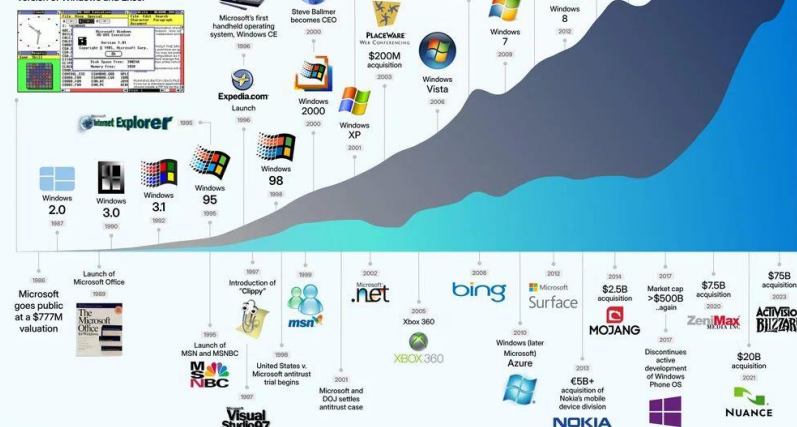 Microsoft's first
handheld operating
system, Windows CE
1996
Steve Ballmer
becomes CEO
2000
PLACEWARE
WEB CONFERENCING
$200M
acquisition
2003
Windows
Vista
2006
Windows
7
2009
Windows
8
2012
Expedia.com
Launch
1996
Windows
2000
2000
Windows
XP
2001
Microsoft
Internet Explorer
1995
Windows
2.0
1987
Windows
3.0
1990
Windows
3.1
1992
Windows
95
1995
Windows
98
1998
1986
Microsoft
goes public
at a $777M
valuation
Launch of
Microsoft Office
1989
The
Microsoft
Office
1995
Launch of
MSN and MSNBC
MSNBC
1997
Introduction of
"Clippy"
1997
Microsoft
Visual
Studio97
1998
United States v.
Microsoft antitrust
trial begins
1999
msn
2001
Microsoft and
DOJ settles
antitrust case
2002
Microsoft
.net
2005
Xbox 360
XBOX 360
2008
bing
2010
Windows (later
Microsoft)
Azure
2012
Microsoft
Surface
2013
€5B+
acquisition of
Nokia's mobile
device division
NOKIA
2014
$2.5B
acquisition
MOJANG
2017
Market cap
>$500B
..again
2017
Discontinues
active
development
of Windows
Phone OS
$7.5B
acquisition
2020
ZeniMax
MEDIA INC
$20B
acquisition
2021
NUANCE
$75B
acquisition
2023
ACTIVISION
BLIZZARD